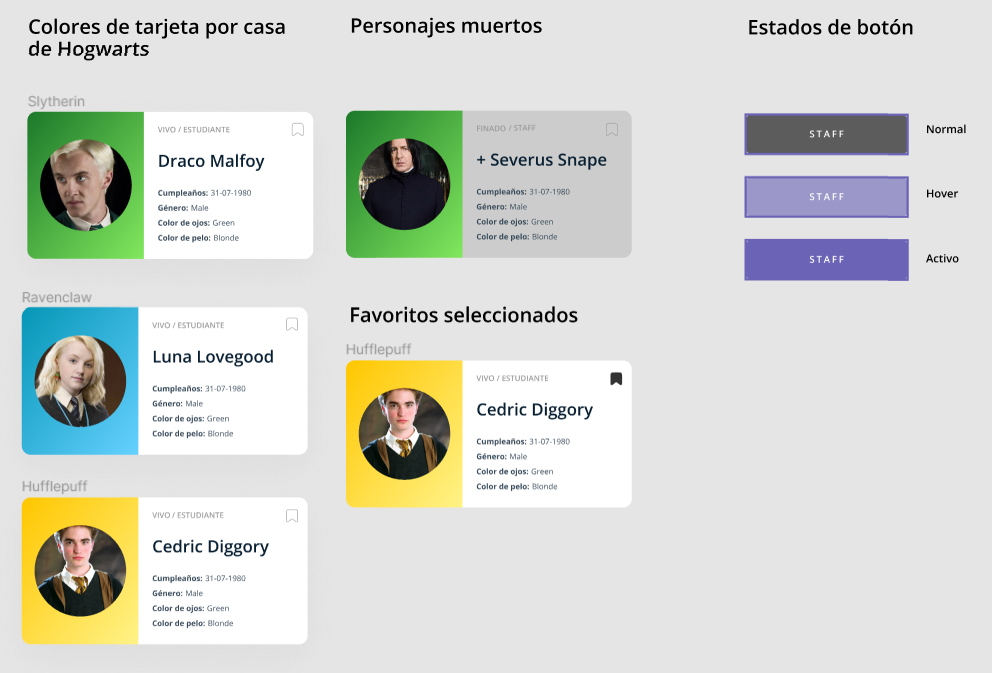 Colores de tarjeta por casa
de Hogwarts
Slytherin
VIVO / ESTUDIANTE
Draco Malfoy
Cumpleaños: 31-07-1980
Género: Male
Color de ojos: Green
Color de pelo: Blonde
Ravenclaw
VIVO / ESTUDIANTE
Luna Lovegood
Cumpleaños: 31-07-1980
Género: Male
Color de ojos: Green
Color de pelo: Blonde
Hufflepuff
VIVO / ESTUDIANTE
Cedric Diggory
Cumpleaños: 31-07-1980
Género: Male
Color de ojos: Green
Color de pelo: Blonde
Personajes muertos
FINADO / STAFF
+ Severus Snape
Cumpleaños: 31-07-1980
Género: Male
Color de ojos: Green
Color de pelo: Blonde
Favoritos seleccionados
Hufflepuff
VIVO / ESTUDIANTE
Cedric Diggory
Cumpleaños: 31-07-1980
Género: Male
Color de ojos: Green
Color de pelo: Blonde
Estados de botón
STAFF
Normal
STAFF
Hover
STAFF
Activo